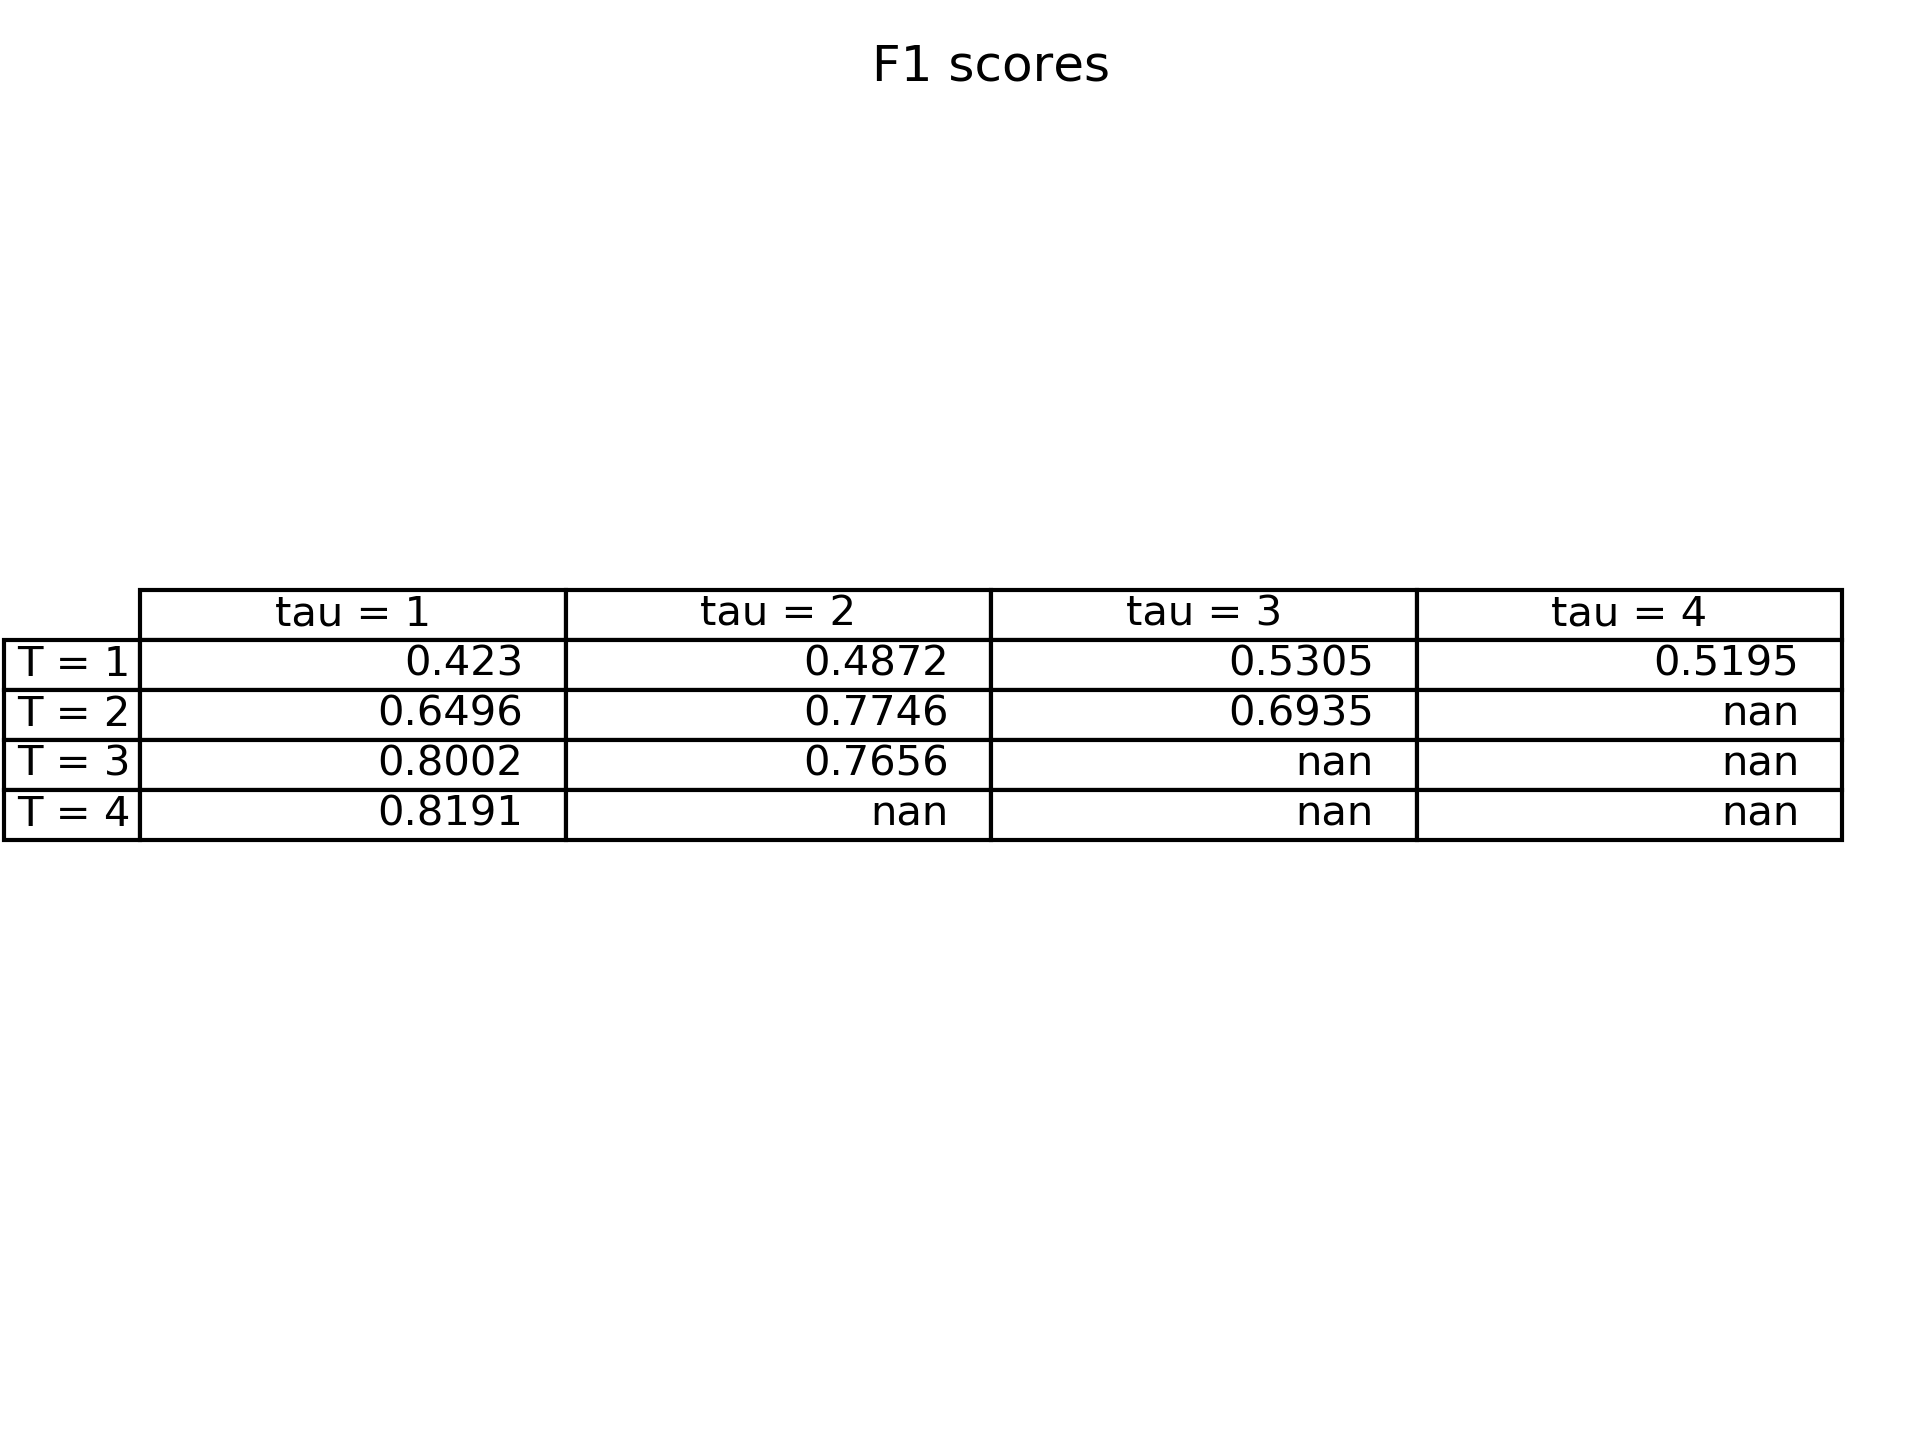 F1 scores
tau = 1 tau = 2 tau = 3 tau = 4
T = 1 0.423 0.4872 0.5305 0.5195
T = 2 0.6496 0.7746 0.6935 nan
T = 3 0.8002 0.7656 nan nan
T = 4 0.8191 nan nan nan